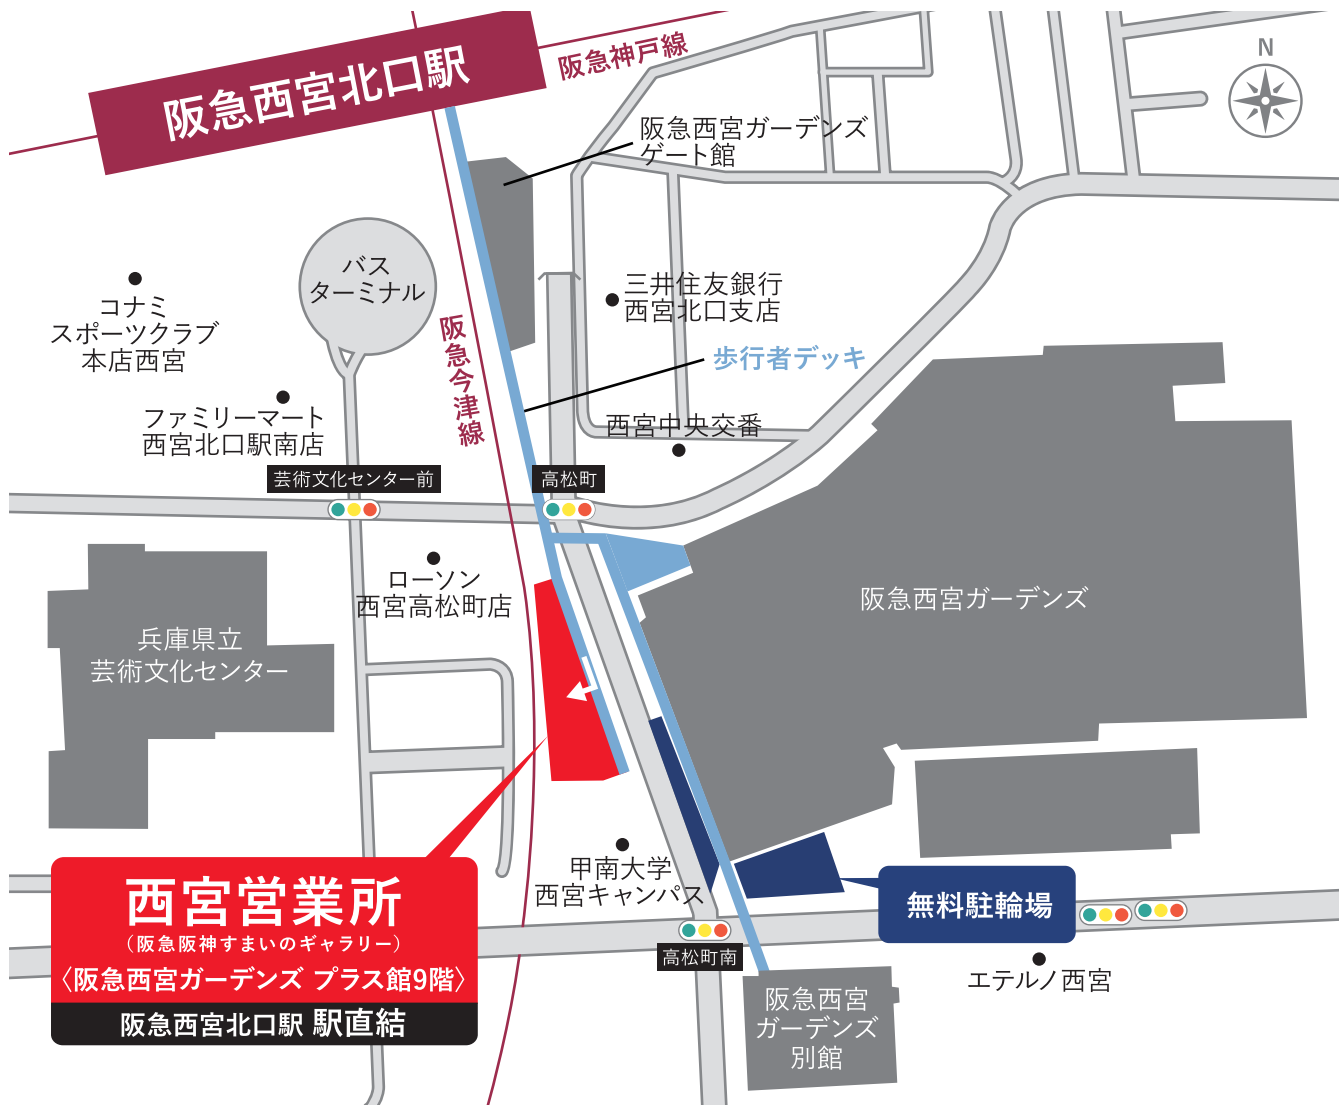 阪急西宮北口駅
阪急神戸線
N
阪急西宮ガーデンズ
ゲート館
バス
ターミナル
コナミ
スポーツクラブ
本店西宮
三井住友銀行
西宮北口支店
阪急今津線
歩行者デッキ
ファミリーマート
西宮北口駅南店
西宮中央交番
芸術文化センター前
高松町
ローソン
西宮高松町店
阪急西宮ガーデンズ
兵庫県立
芸術文化センター
甲南大学
西宮キャンパス
西宮営業所
（阪急阪神すまいのギャラリー）
〈阪急西宮ガーデンズ プラス館9階〉
阪急西宮北口駅 駅直結
無料駐輪場
高松町南
エテルノ西宮
阪急西宮
ガーデンズ
別館